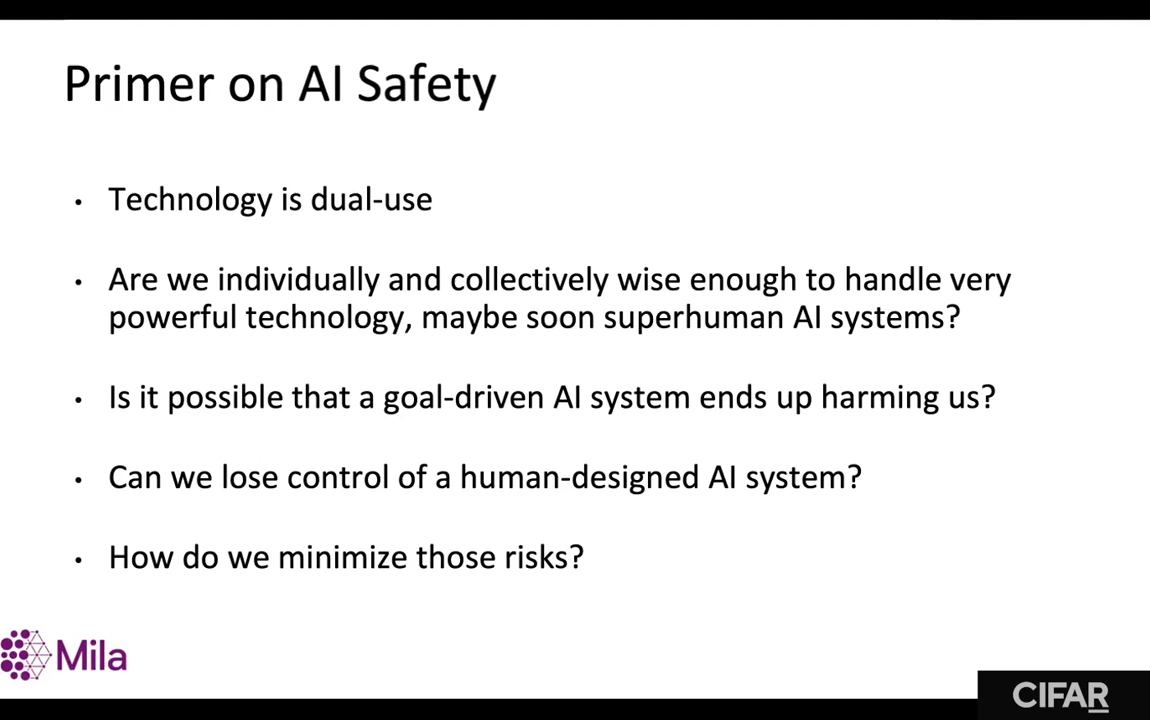 Primer on AI Safety
• Technology is dual-use
• Are we individually and collectively wise enough to handle very
powerful technology, maybe soon superhuman AI systems?
• Is it possible that a goal-driven AI system ends up harming us?
• Can we lose control of a human-designed AI system?
• How do we minimize those risks?
Mila
CIFAR